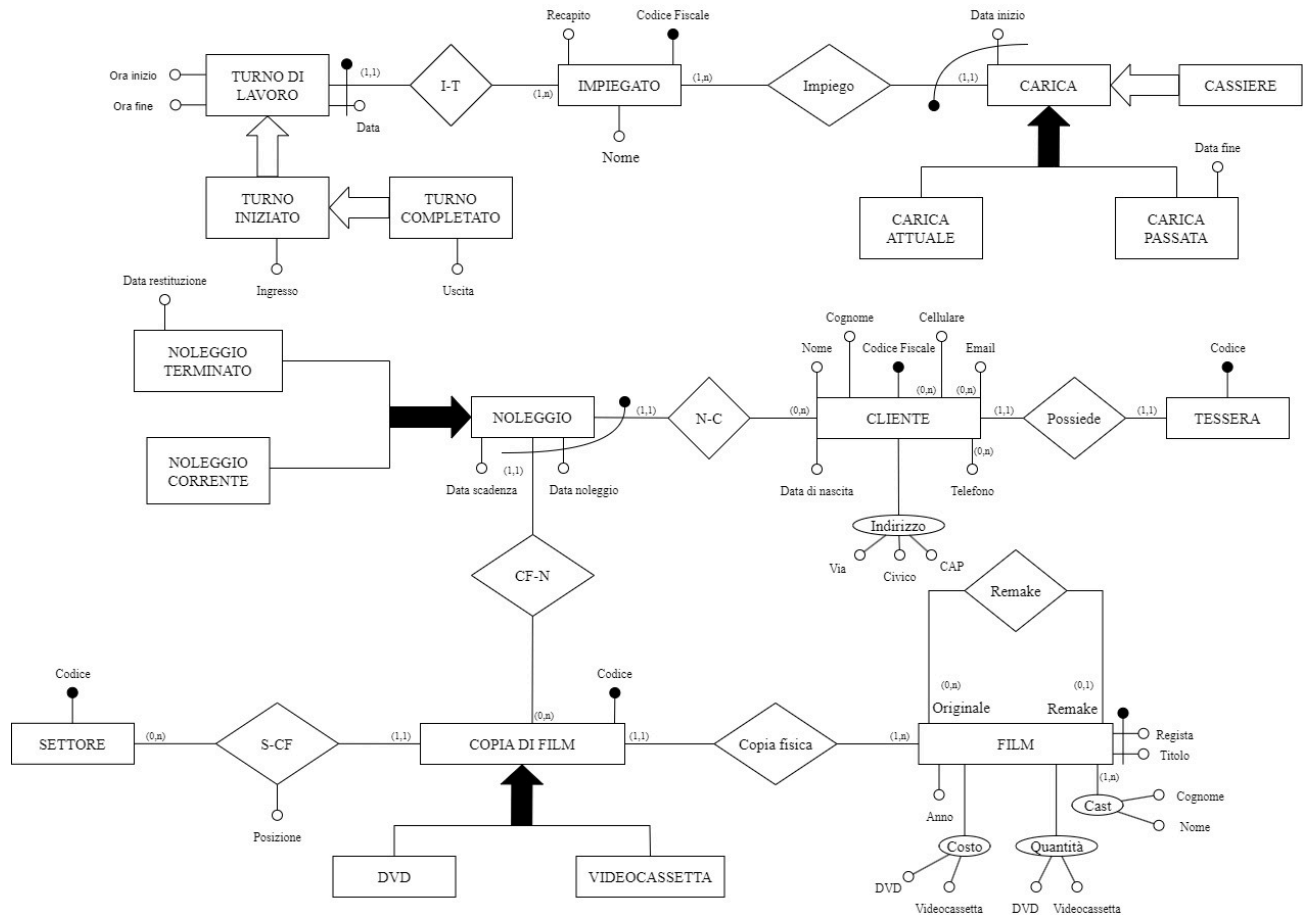 Recapito
Codice Fiscale
Data inizio
Ora inizio
Ora fine
TURNO DI
LAVORO
(1,1)
Data
I-T
(1,n)
IMPIEGATO
(1,n)
Nome
Impiego
(1,1)
CARICA
CASSIERE
TURNO
INIZIATO
TURNO
COMPLETATO
Ingresso
Uscita
Data fine
CARICA
ATTUALE
CARICA
PASSATA
Data restituzione
NOLEGGIO
TERMINATO
NOLEGGIO
CORRENTE
NOLEGGIO
(1,1)
(1,1)
Data scadenza
Data noleggio
N-C
(0,n)
Nome
Cognome
Codice Fiscale
Cellulare
(0,n)
Email
(0,n)
CLIENTE
(1,1)
Data di nascita
(0,n)
Telefono
Indirizzo
Via
Civico
CAP
Possiede
(1,1)
Codice
TESSERA
CF-N
(0,n)
Remake
(0,n)
Originale
(0,1)
Remake
Codice
SETTORE
(0,n)
S-CF
Posizione
(1,1)
COPIA DI FILM
Codice
(1,1)
Copia fisica
(1,n)
FILM
Regista
Titolo
(1,n)
Cast
Cognome
Nome
Anno
Costo
DVD
Videocassetta
Quantità
DVD
Videocassetta
DVD
VIDEOCASSETTA